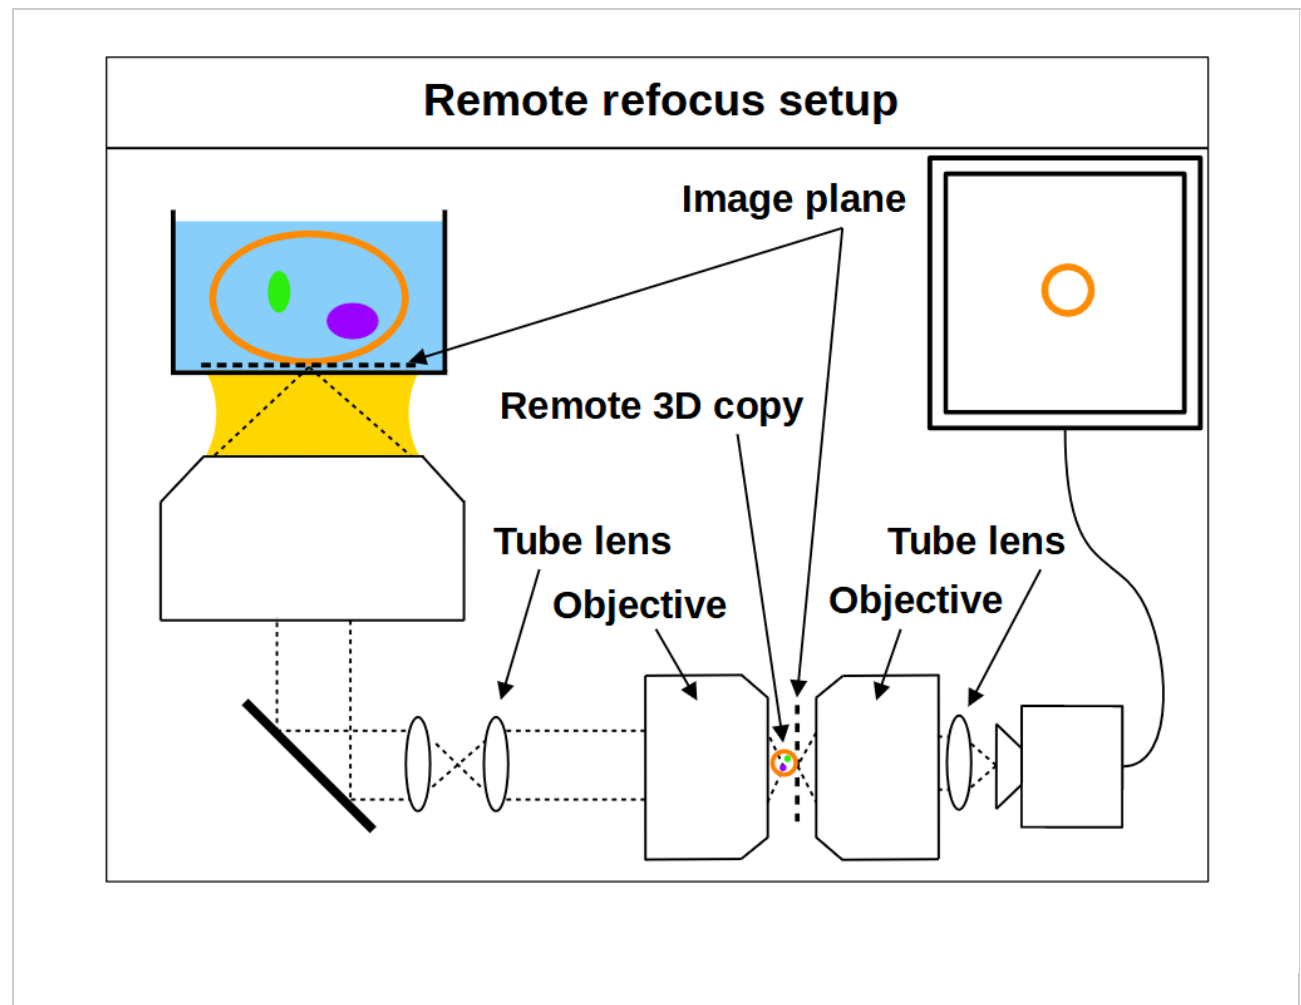 Remote refocus setup
Image plane
Remote 3D copy
Tube lens
Tube lens
Objective
Objective